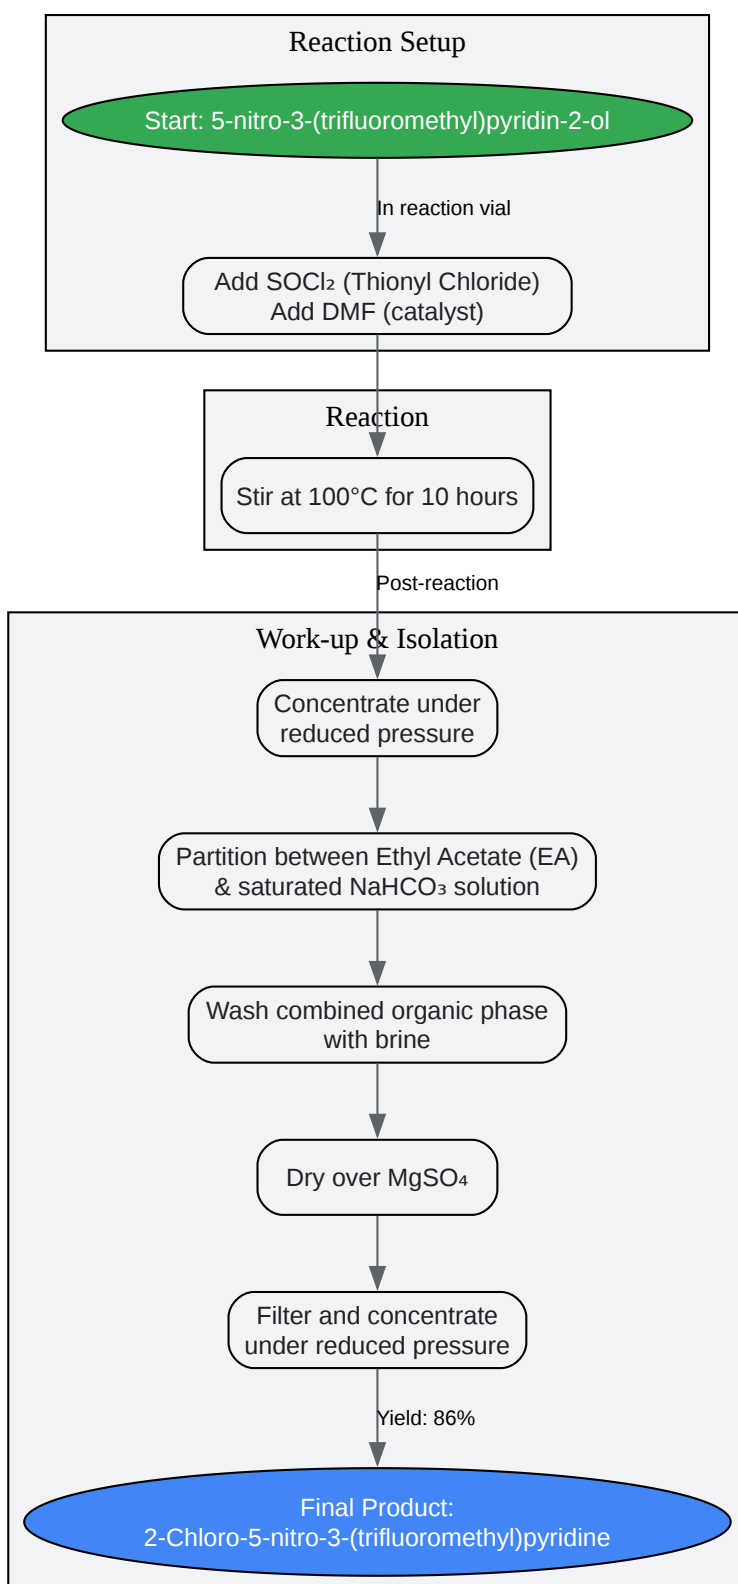 Reaction Setup
Start: 5-nitro-3-(trifluoromethyl)pyridin-2-ol
In reaction vial
Add SOCl₂ (Thionyl Chloride)
Add DMF (catalyst)
Reaction
Stir at 100°C for 10 hours
Post-reaction
Work-up & Isolation
Concentrate under
reduced pressure
Partition between Ethyl Acetate (EA)
& saturated NaHCO₃ solution
Wash combined organic phase
with brine
Dry over MgSO₄
Filter and concentrate
under reduced pressure
Yield: 86%
Final Product:
2-Chloro-5-nitro-3-(trifluoromethyl)pyridine